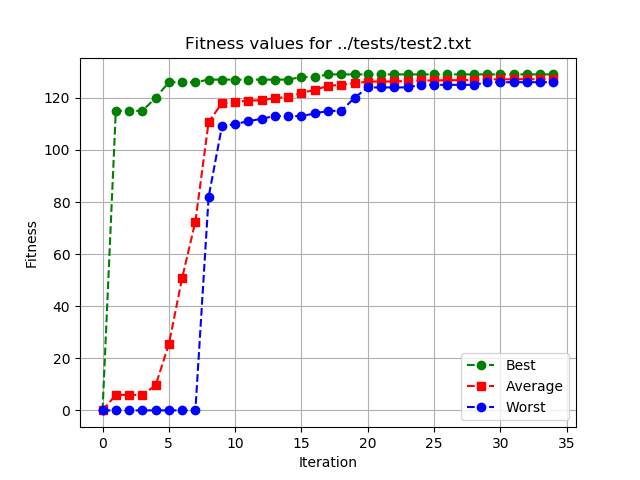 Fitness values for ../tests/test2.txt
120
100
80
60
40
20
0
Fitness
0 5 10 15 20 25 30 35
Iteration
Best
Average
Worst